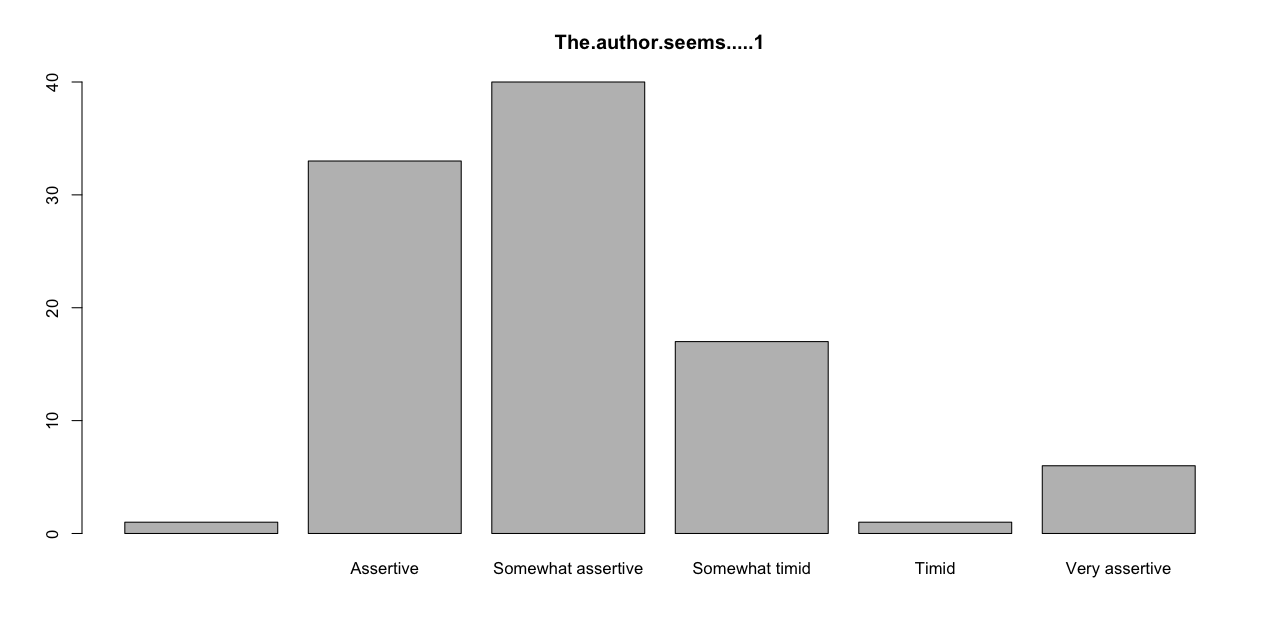 The.author.seems.....1
40
30
20
10
0
Assertive
Somewhat assertive
Somewhat timid
Timid
Very assertive